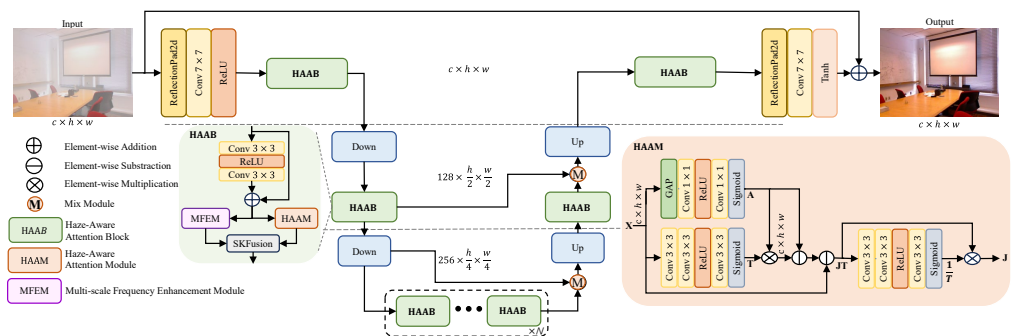 Input
c × h × w
ReflectionPad2d
Conv 7 × 7
ReLU
HAAB
c × h × w
HAAB
ReflectionPad2d
Conv 7 × 7
Tanh
Output
c × h × w
Element-wise Addition
Element-wise Substraction
Element-wise Multiplication
M
Mix Module
HAAB
Haze-Aware
Attention Block
HAAM
Haze-Aware
Attention Module
MFEM
Multi-scale Frequency Enhancement Module
HAAB
Conv 3 × 3
ReLU
Conv 3 × 3
MFEM
HAAM
SKFusion
Down
HAAB
Down
HAAB
HAAB
×N
128 × h/2 × w/2
256 × h/4 × w/4
Up
M
HAAB
Up
M
HAAM
X
c × h × w
GAP
Conv 1 × 1
ReLU
Conv 1 × 1
Sigmoid
A
Conv 3 × 3
Conv 3 × 3
ReLU
Conv 3 × 3
Sigmoid
T
c × h × w
JT
Conv 3 × 3
Conv 3 × 3
ReLU
Conv 3 × 3
Sigmoid
1/T
J